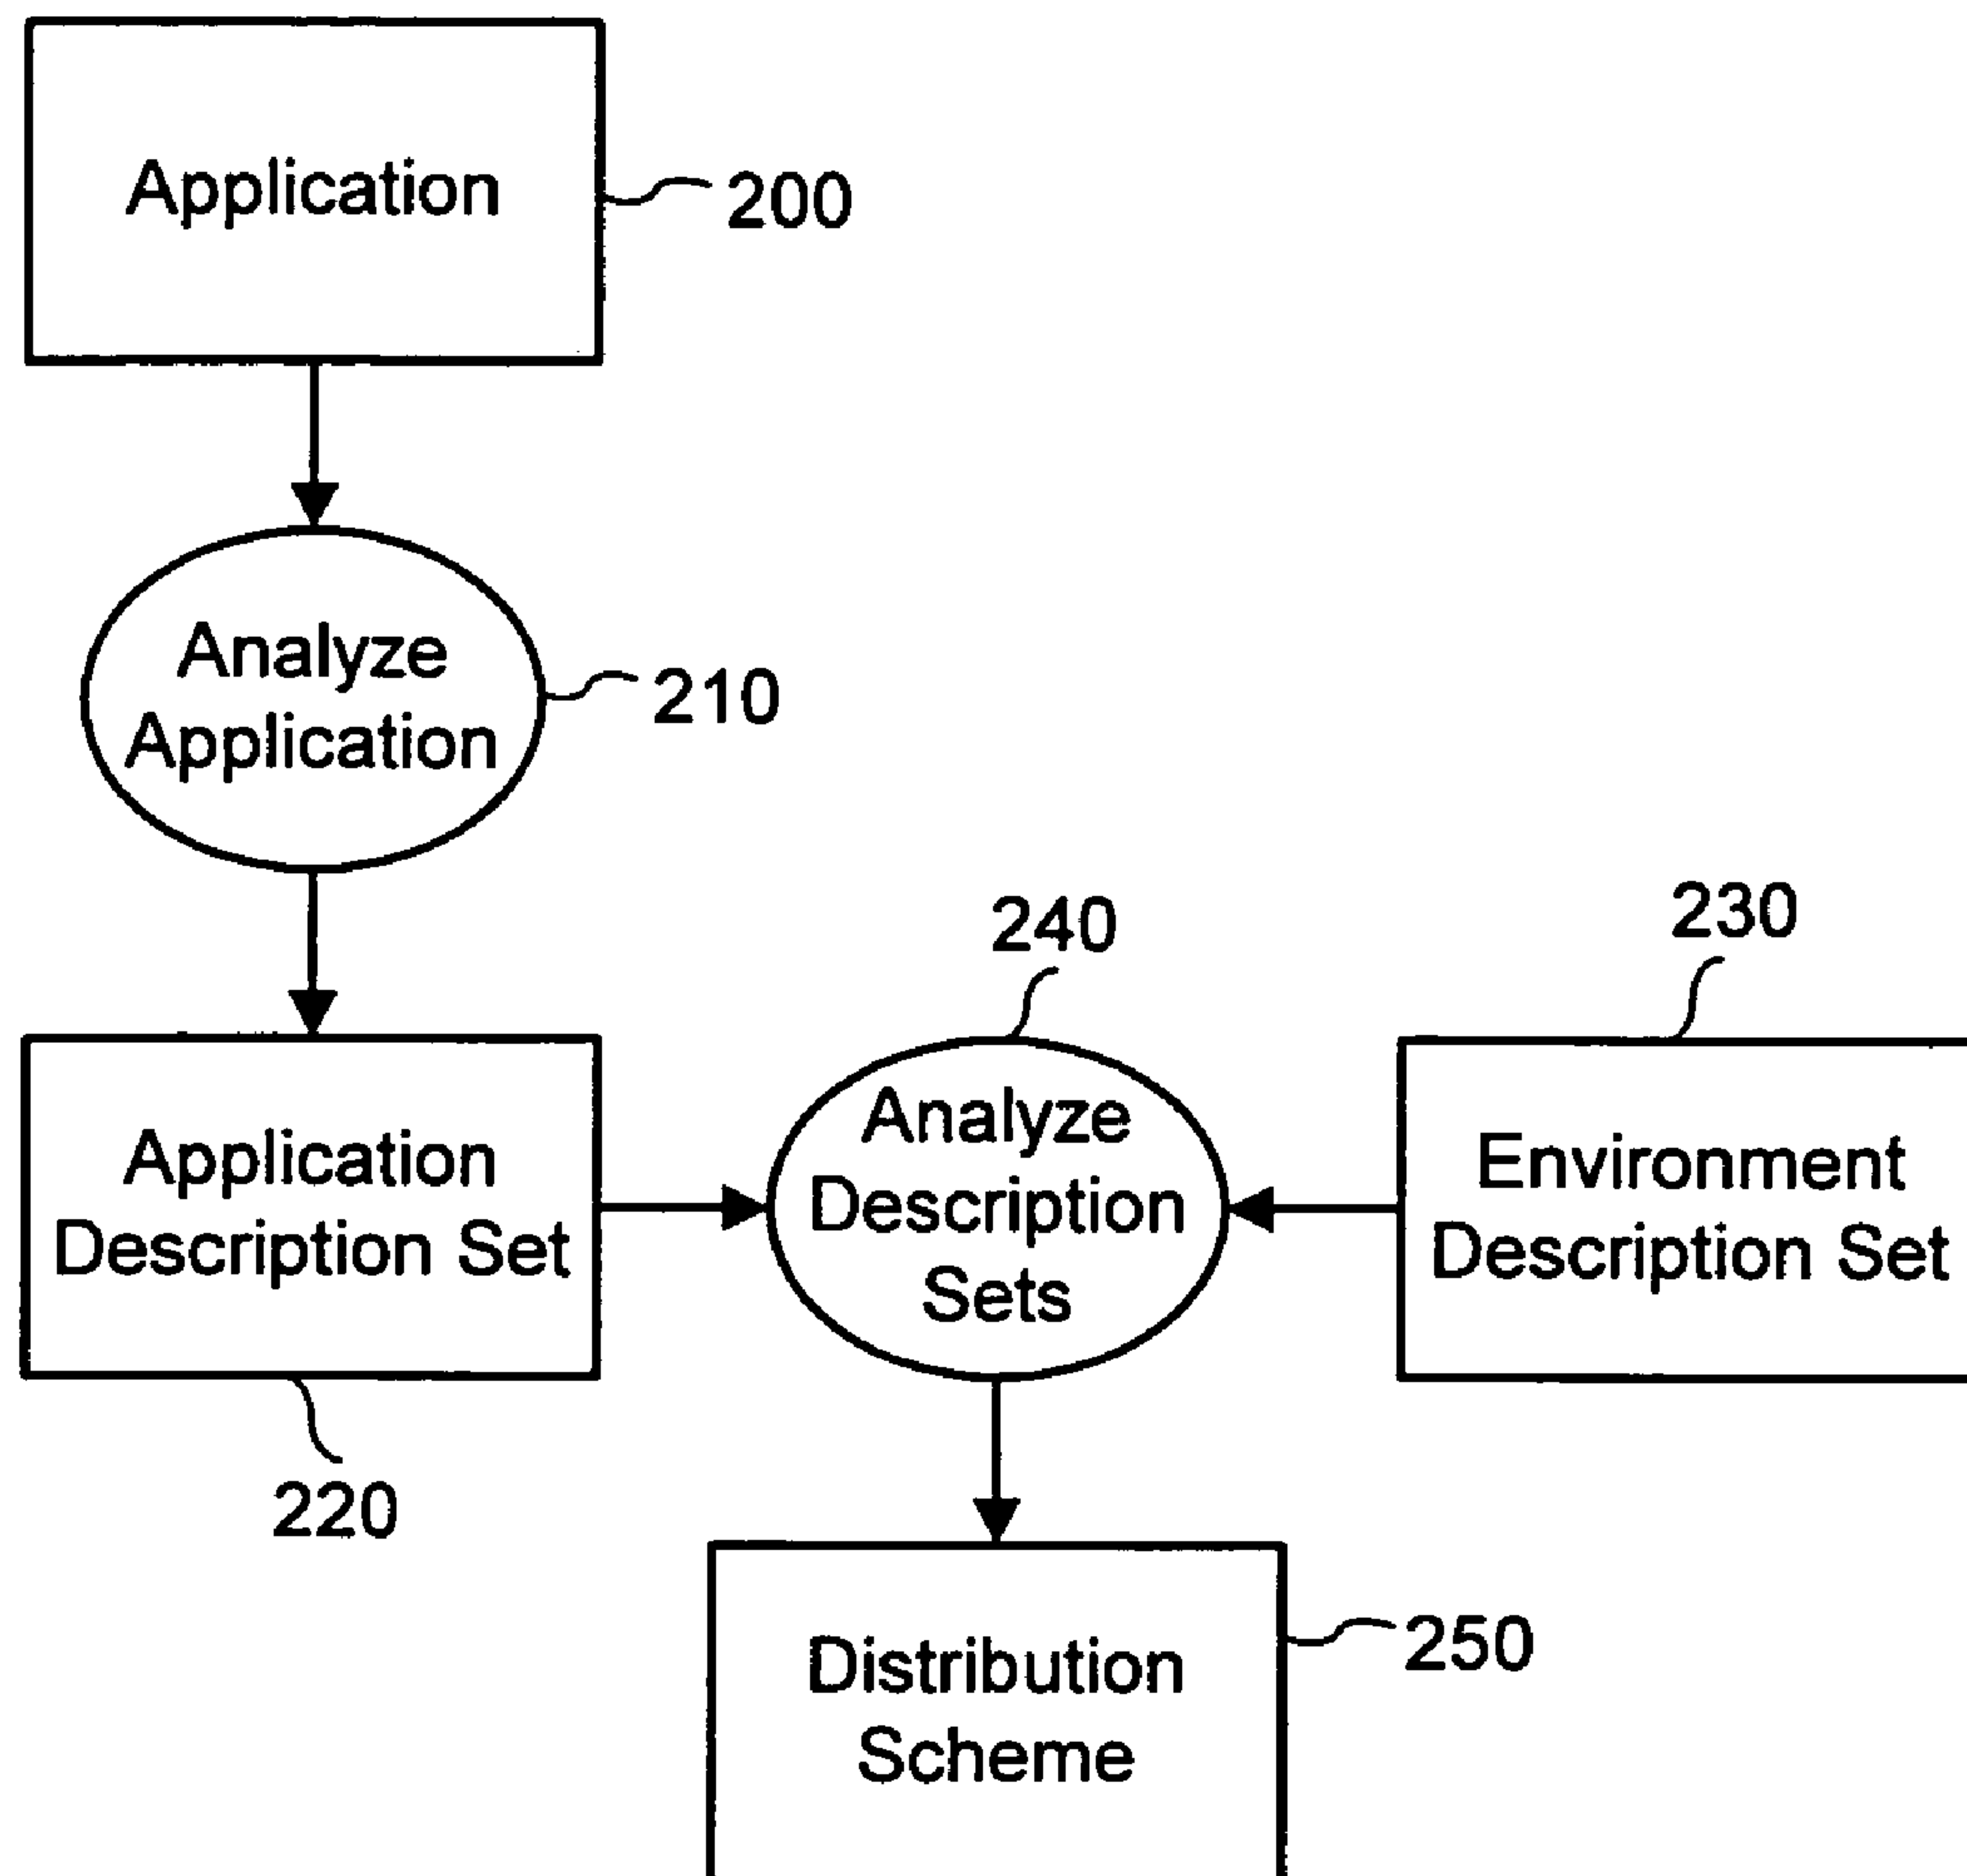 Application
200
Analyze
Application
210
240
230
Application
Description Set
Analyze
Description
Sets
Environment
Description Set
220
Distribution
Scheme
250